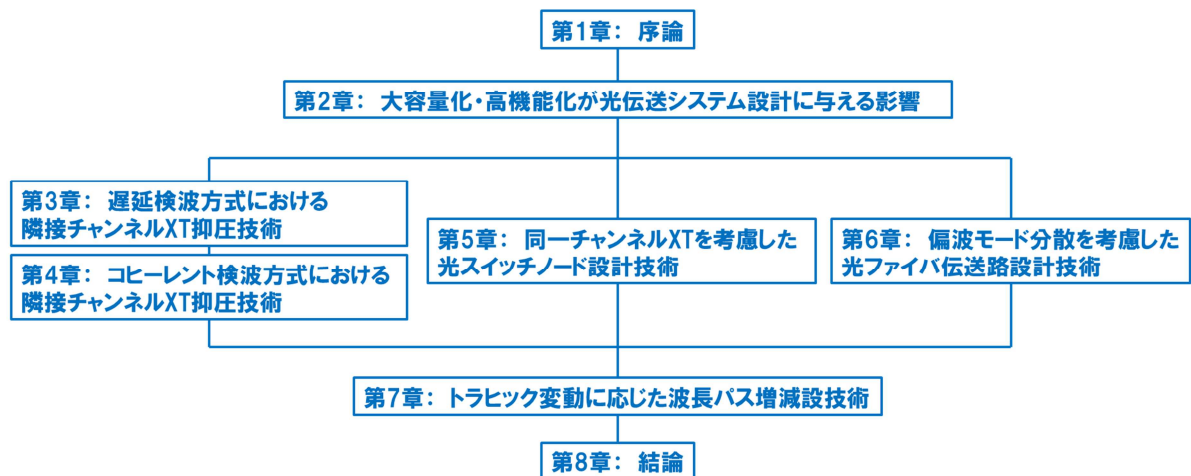 第1章： 序論
第2章： 大容量化・高機能化が光伝送システム設計に与える影響
第3章： 遅延検波方式における
隣接チャンネルXT抑圧技術
第4章： コヒーレント検波方式における
隣接チャンネルXT抑圧技術
第5章： 同一チャンネルXTを考慮した
光スイッチノード設計技術
第6章： 偏波モード分散を考慮した
光ファイバ伝送路設計技術
第7章： トラヒック変動に応じた波長パス増減設技術
第8章： 結論